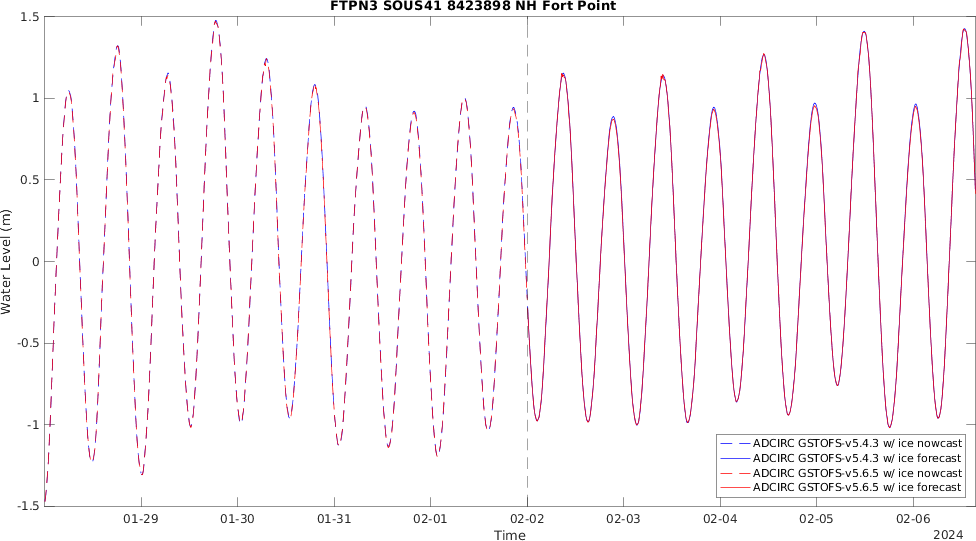 FTPN3 SOUS41 8423898 NH Fort Point
1.5
1
0.5
0
-0.5
-1
-1.5
Water Level (m)
01-29 01-30 01-31 02-01 02-02 02-03 02-04 02-05 02-06
Time
2024
ADCIRC GSTOFS-v5.4.3 w/ ice nowcast
ADCIRC GSTOFS-v5.4.3 w/ ice forecast
ADCIRC GSTOFS-v5.6.5 w/ ice nowcast
ADCIRC GSTOFS-v5.6.5 w/ ice forecast